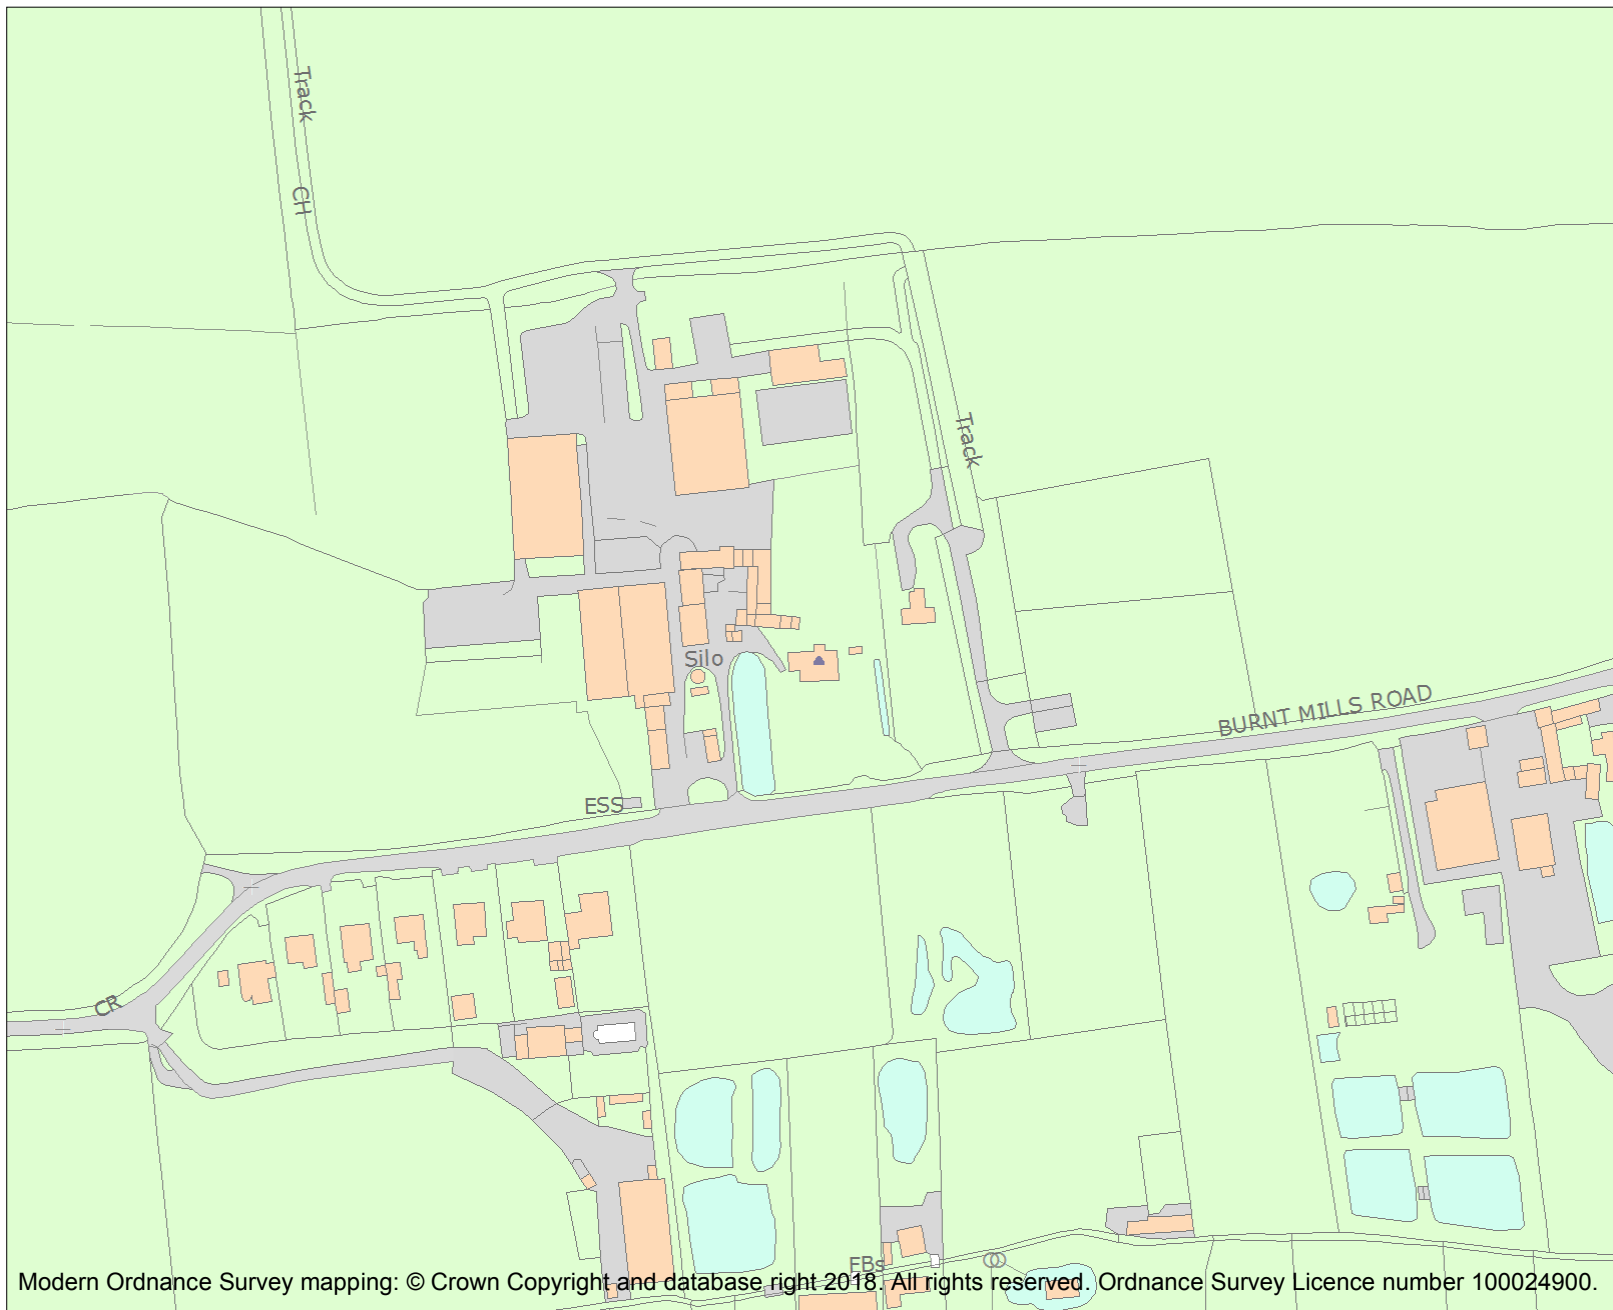 Track
CH
Track
Silo
BURNT MILLS ROAD
ESS
CR
FBs
Modern Ordnance Survey mapping: © Crown Copyright and database right 2018. All rights reserved. Ordnance Survey Licence number 100024900.